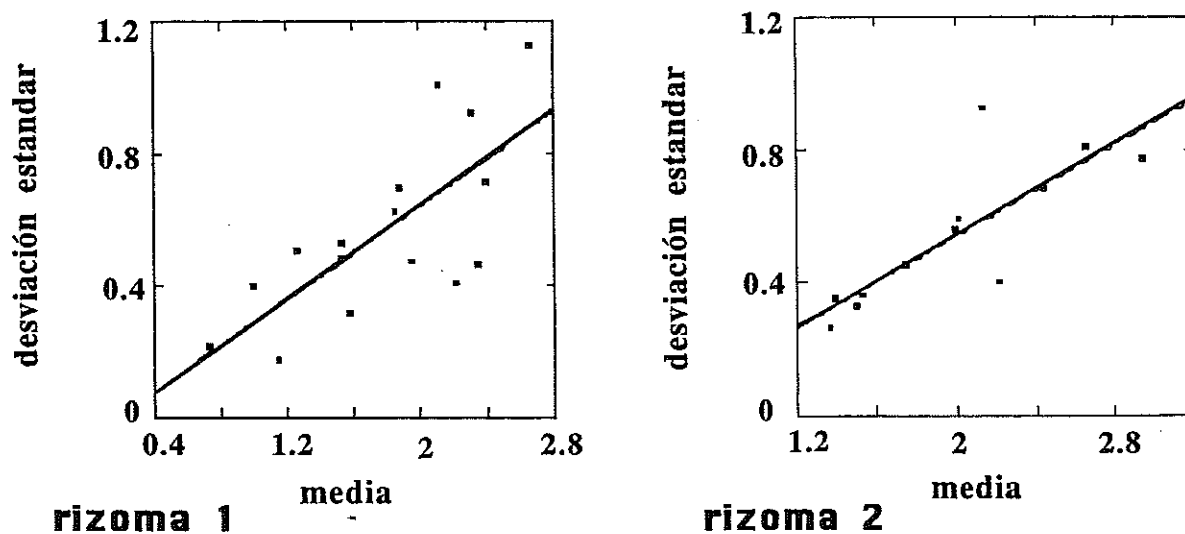 1.2
0.8
0.4
0
desviación estandar
0.4 1.2 2 2.8
media
rizoma 1
1.2
0.8
0.4
0
desviación estandar
1.2 2 2.8
media
rizoma 2